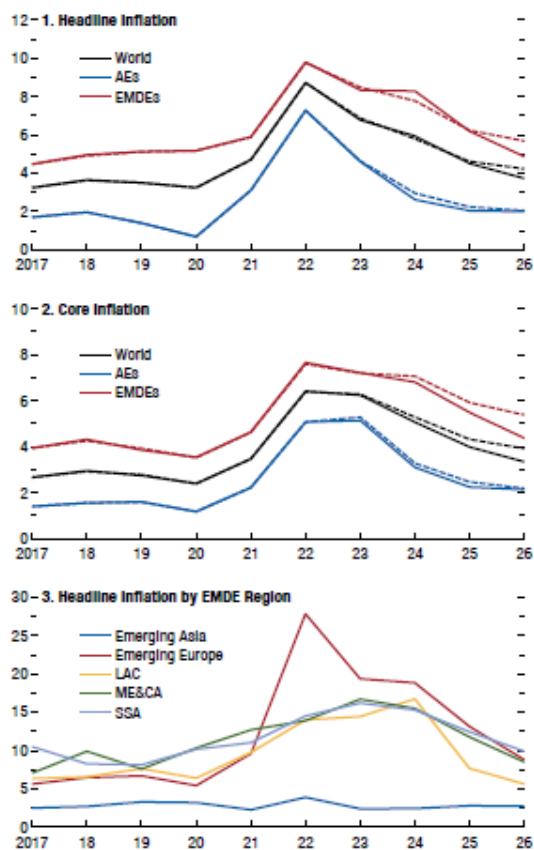 1. Headline Inflation
World
AEs
EMDEs
12
10
8
6
4
2
0
2017 18 19 20 21 22 23 24 25 26
2. Core Inflation
World
AEs
EMDEs
10
8
6
4
2
0
2017 18 19 20 21 22 23 24 25 26
3. Headline Inflation by EMDE Region
Emerging Asia
Emerging Europe
LAC
ME&CA
SSA
30
25
20
15
10
5
0
2017 18 19 20 21 22 23 24 25 26